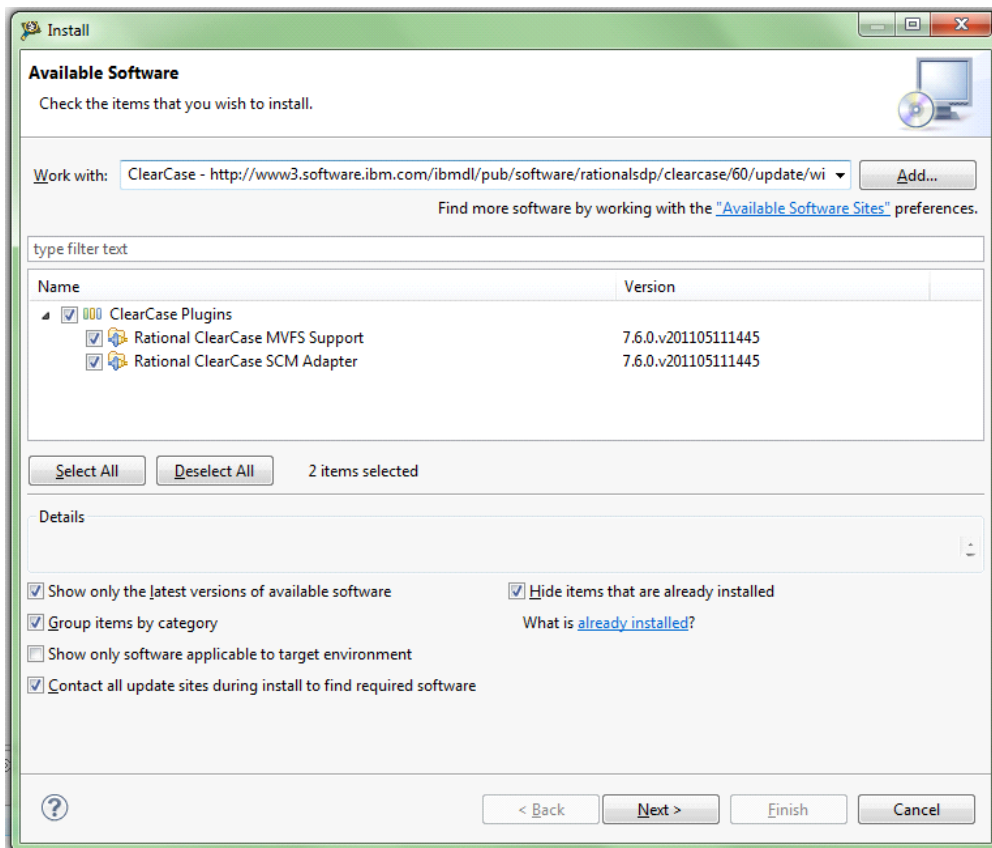 Install
Available Software
Check the items that you wish to install.
Work with: ClearCase - http://www3.software.ibm.com/ibmdl/pub/software/rationalsdp/clearcase/60/update/wi Add...
Find more software by working with the "Available Software Sites" preferences.
type filter text
Name Version
ClearCase Plugins
Rational ClearCase MVFS Support 7.6.0.v201105111445
Rational ClearCase SCM Adapter 7.6.0.v201105111445
Select All Deselect All 2 items selected
Details
Show only the latest versions of available software Hide items that are already installed
Group items by category What is already installed?
Show only software applicable to target environment
Contact all update sites during install to find required software
? < Back Next > Finish Cancel